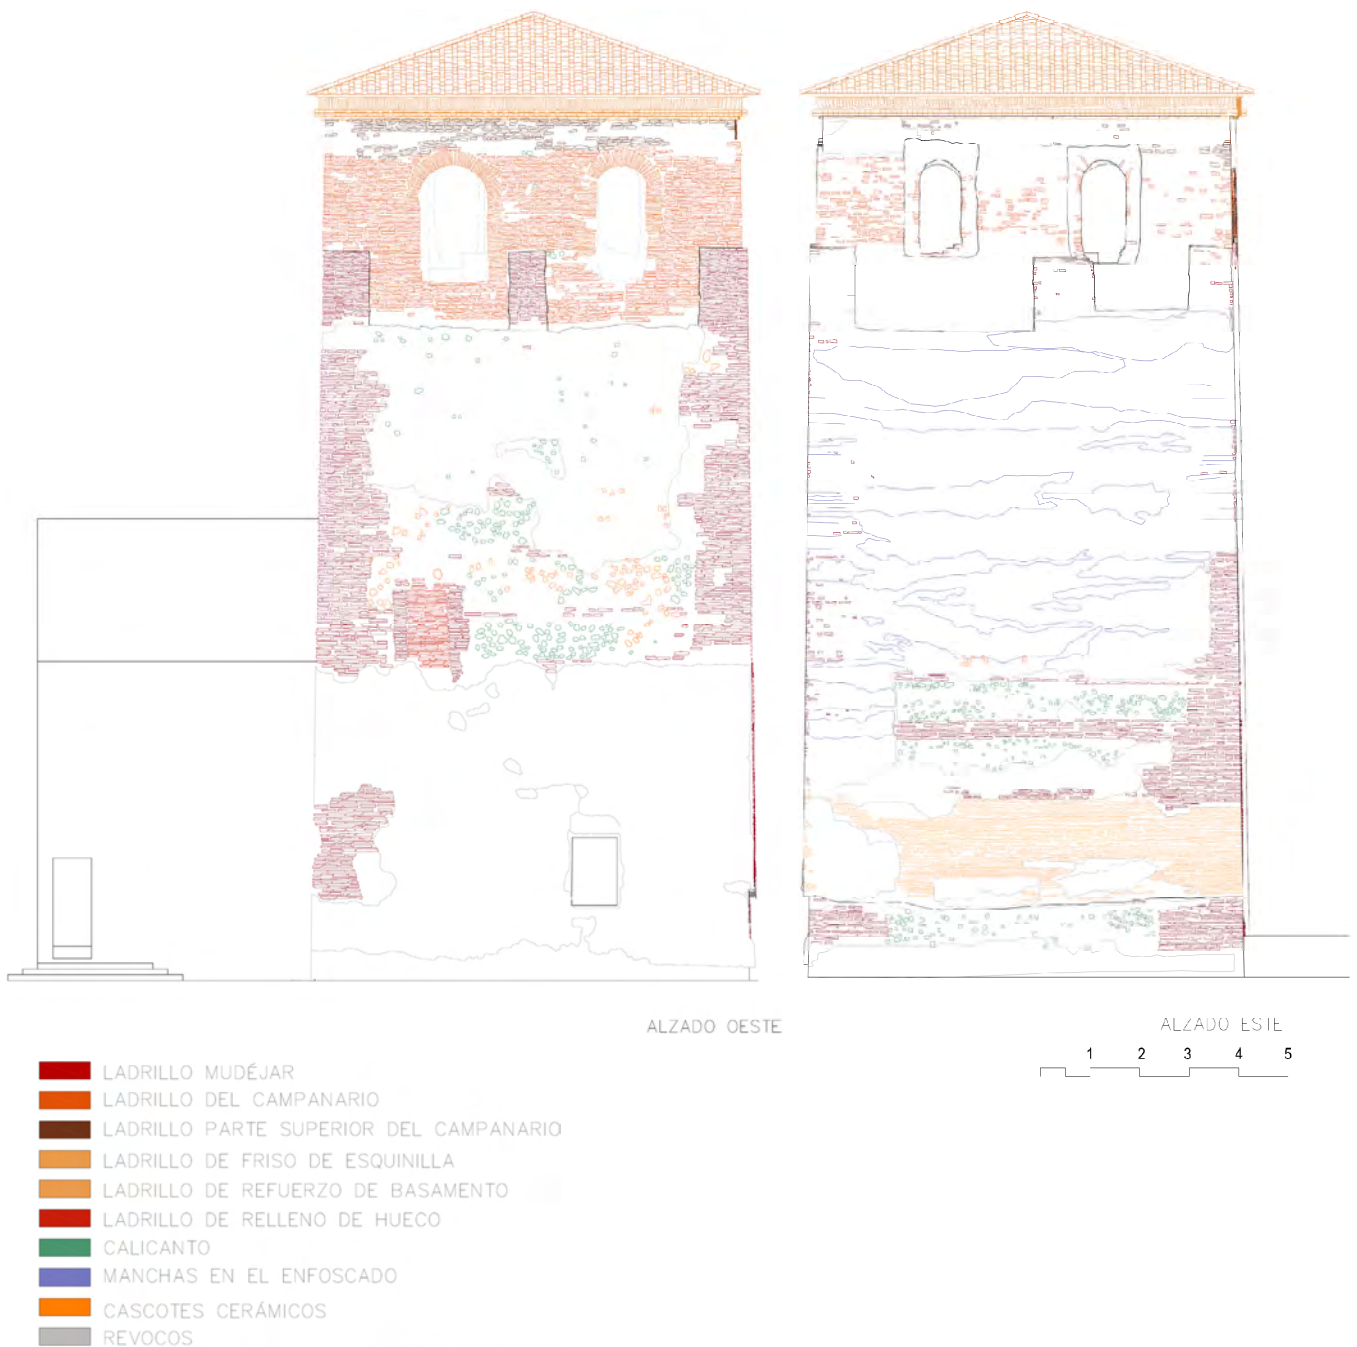 ALZADO OESTE
ALZADO ESTE
1 2 3 4 5
LADRILLO MUDÉJAR
LADRILLO DEL CAMPANARIO
LADRILLO PARTE SUPERIOR DEL CAMPANARIO
LADRILLO DE FRISO DE ESQUINILLA
LADRILLO DE REFUERZO DE BASAMENTO
LADRILLO DE RELLENO DE HUECO
CALICANTO
MANCHAS EN EL ENFOSCADO
CASCOTES CERÁMICOS
REVOCOS